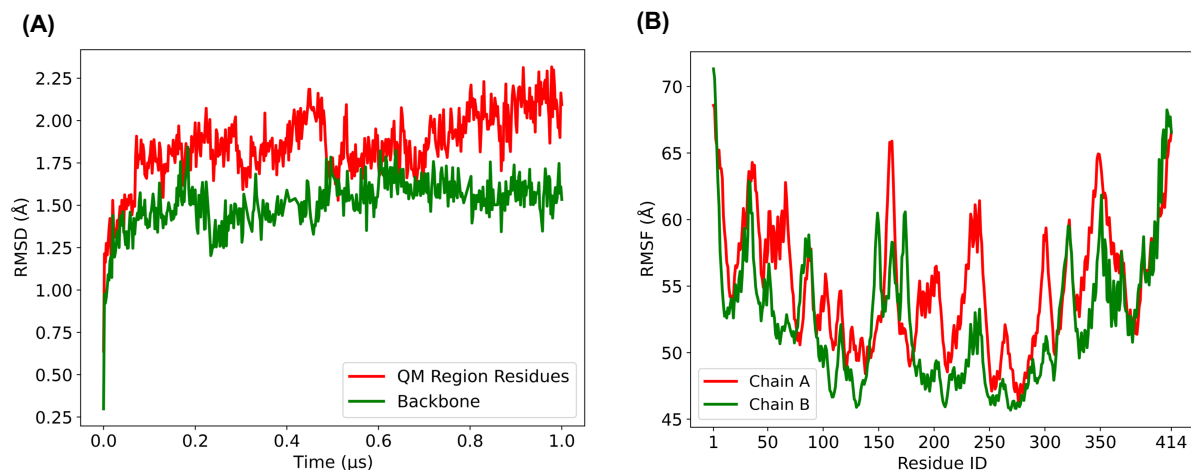 (A)
RMSD (Å)
2.25
2.00
1.75
1.50
1.25
1.00
0.75
0.50
0.25
QM Region Residues
Backbone
0.0 0.2 0.4 0.6 0.8 1.0
Time (µs)
(B)
RMSF (Å)
70
65
60
55
50
45
Chain A
Chain B
1 50 100 150 200 250 300 350 414
Residue ID